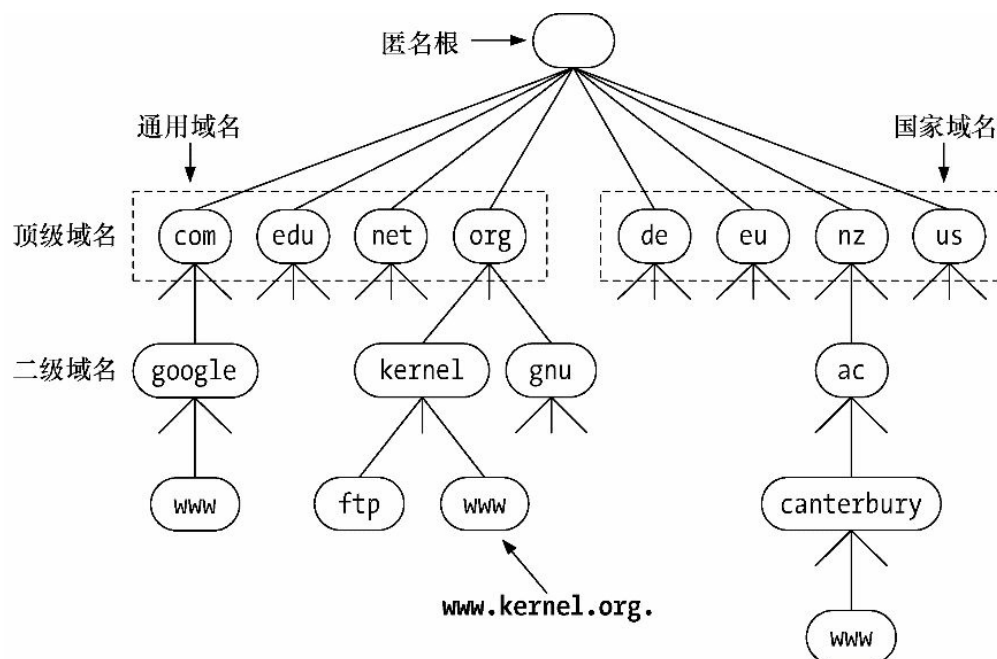 匿名根
通用域名
国家域名
顶级域名 com edu net org de eu nz us
二级域名 google kernel gnu ac
www ftp www canterbury
www.kernel.org.
www